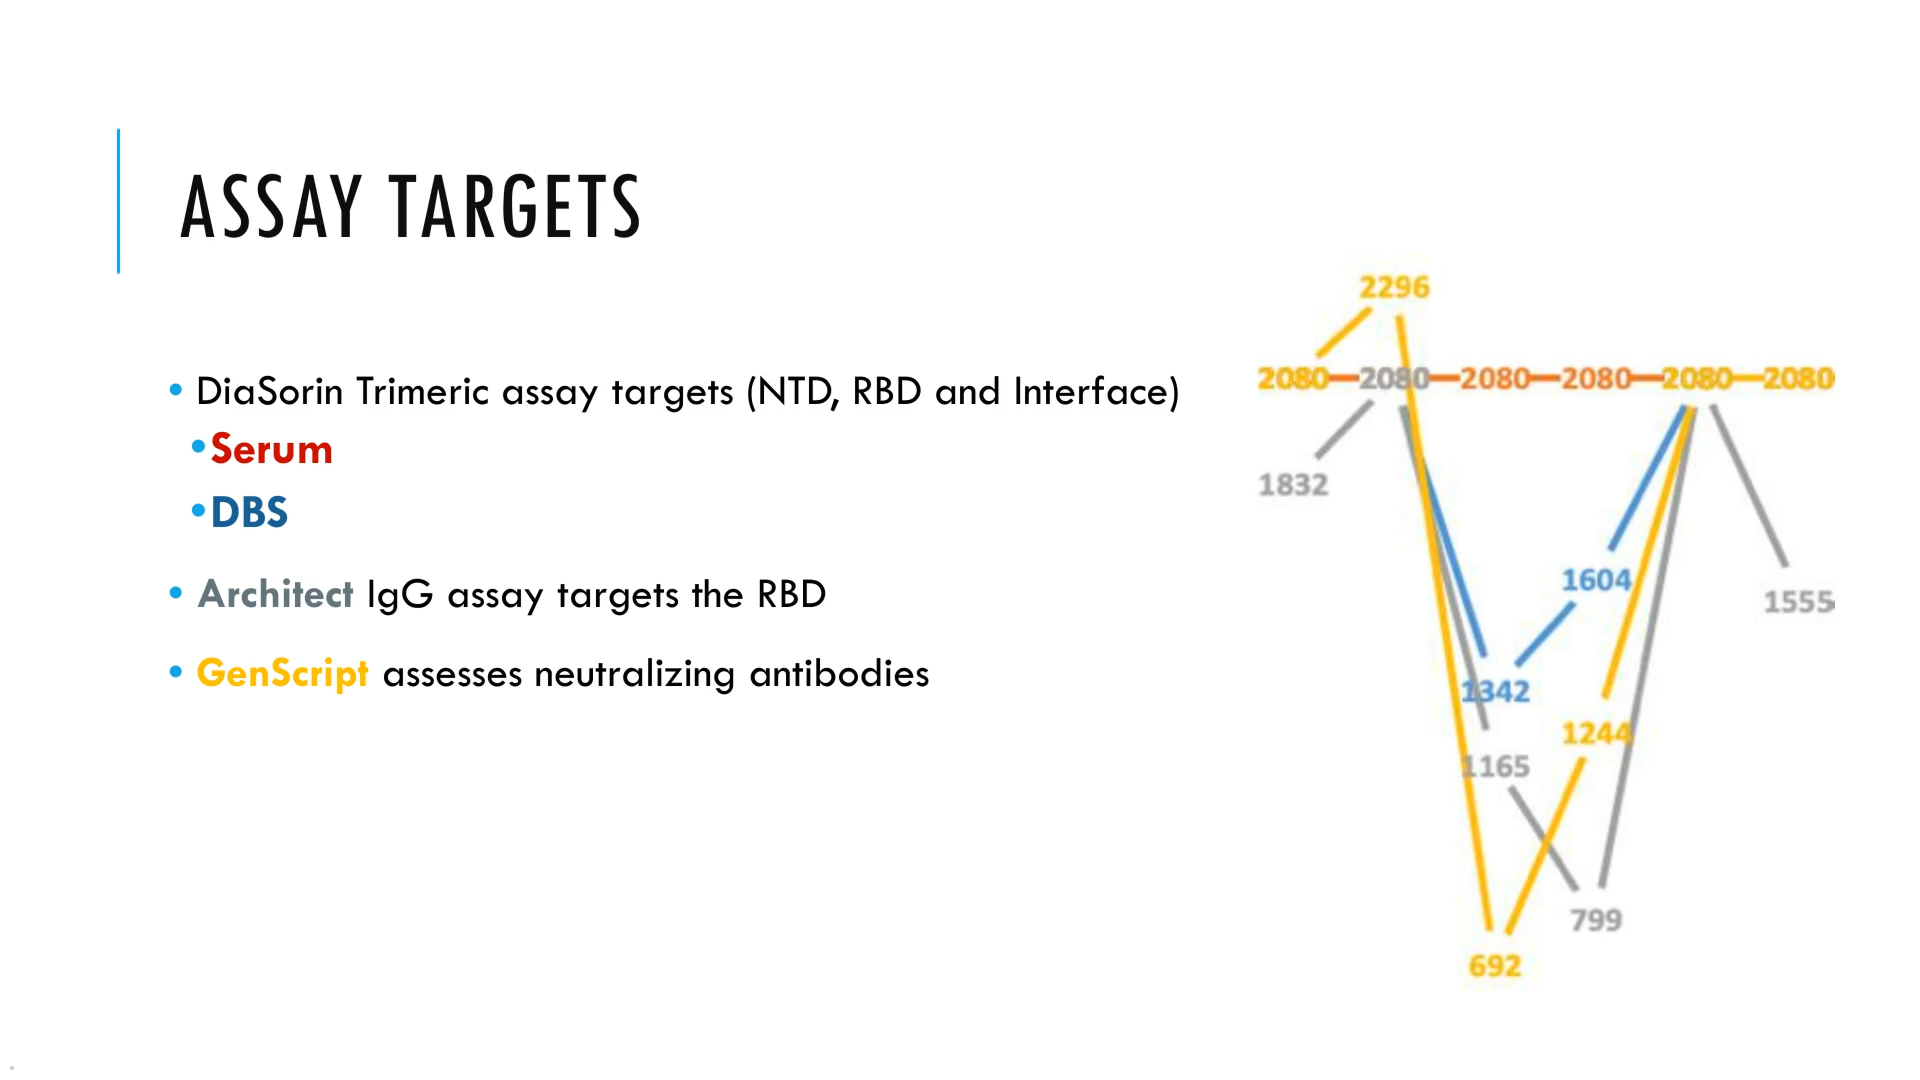 ASSAY TARGETS
• DiaSorin Trimeric assay targets (NTD, RBD and Interface)
•Serum
•DBS
• Architect IgG assay targets the RBD
• GenScript assesses neutralizing antibodies
2296
2080 2080 2080 2080 2080 2080
1832
1604
1555
1342
1244
1165
799
692